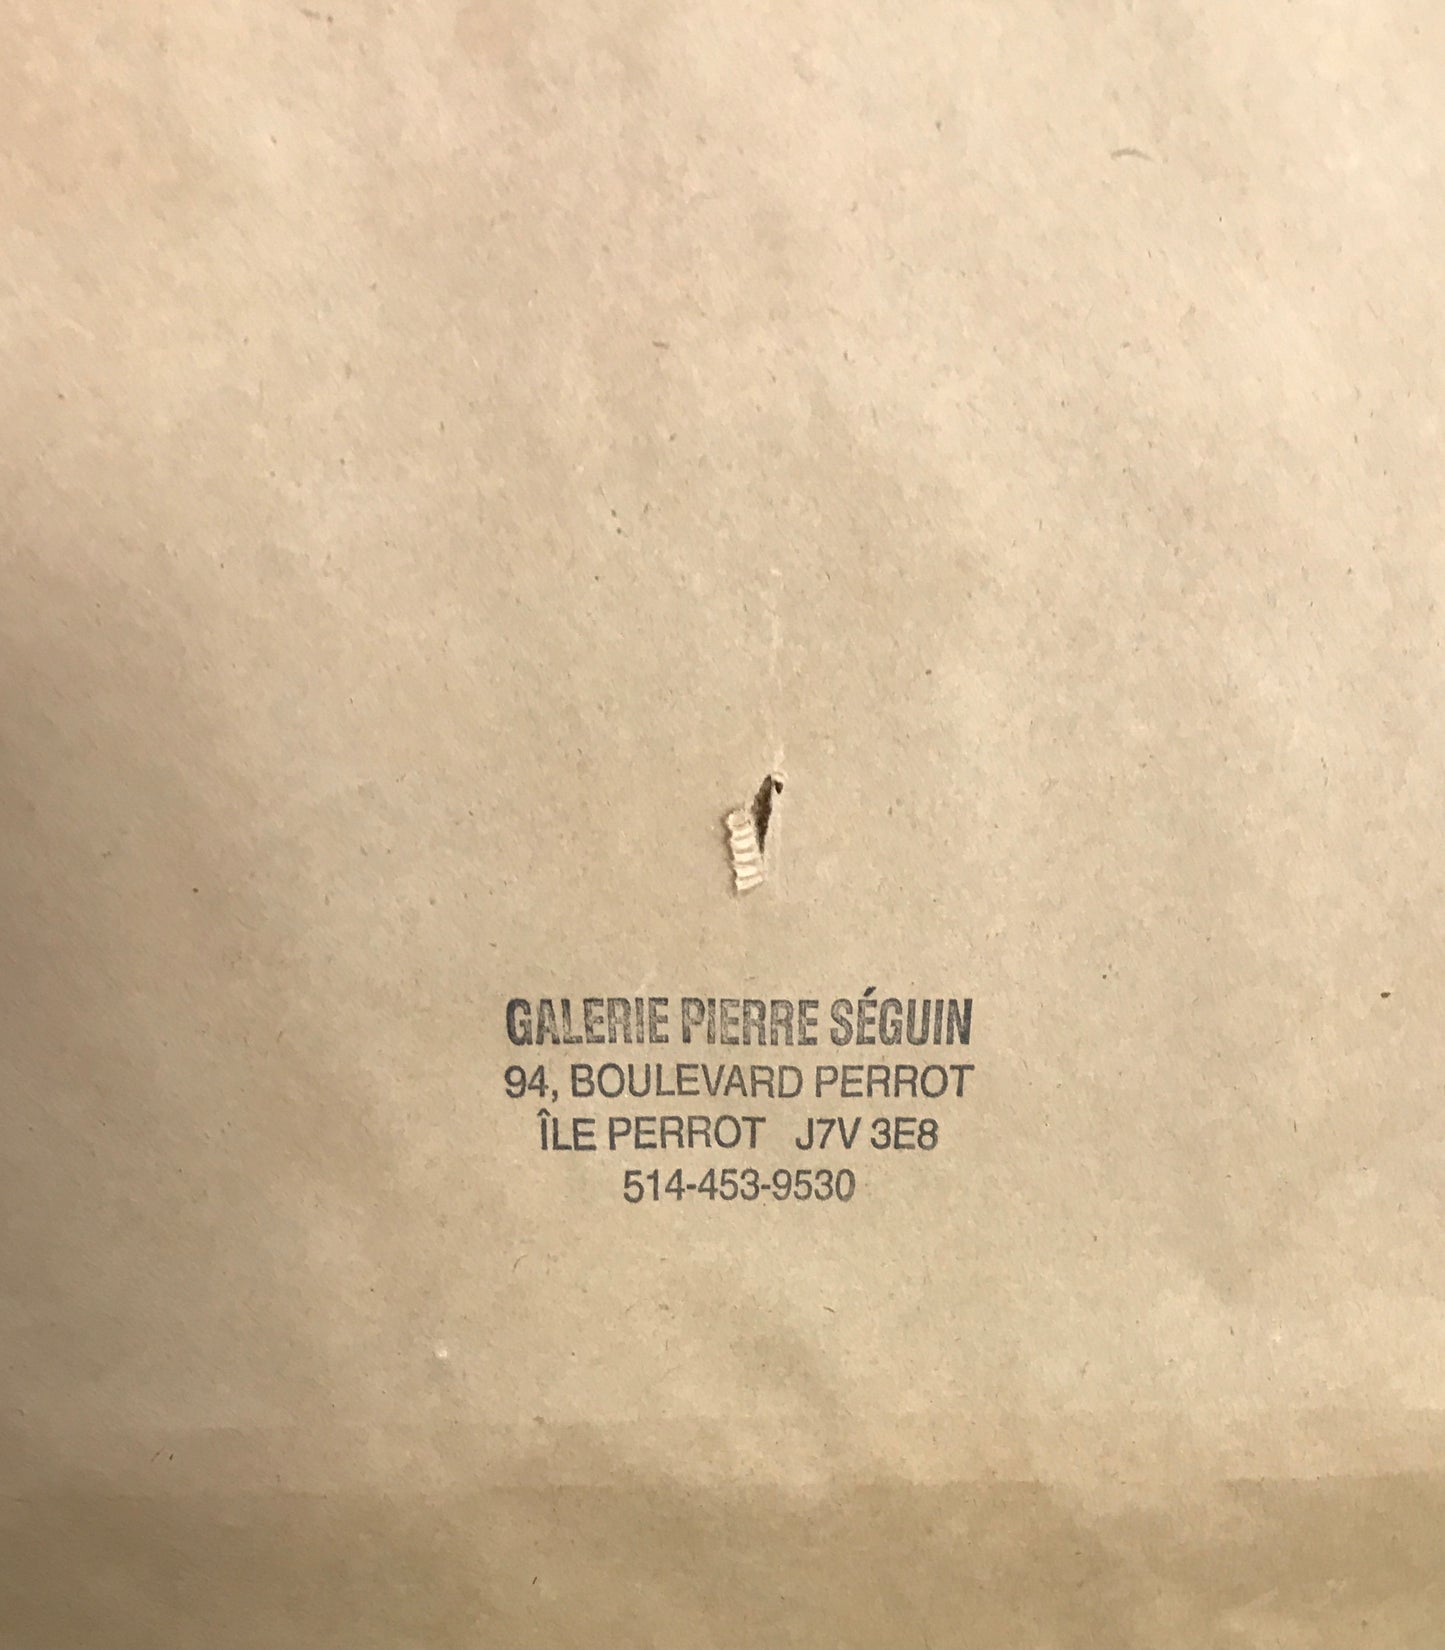 GALERIE PIERRE SÉGUIN
94, BOULEVARD PERROT
ÎLE PERROT J7V 3E8
514-453-9530